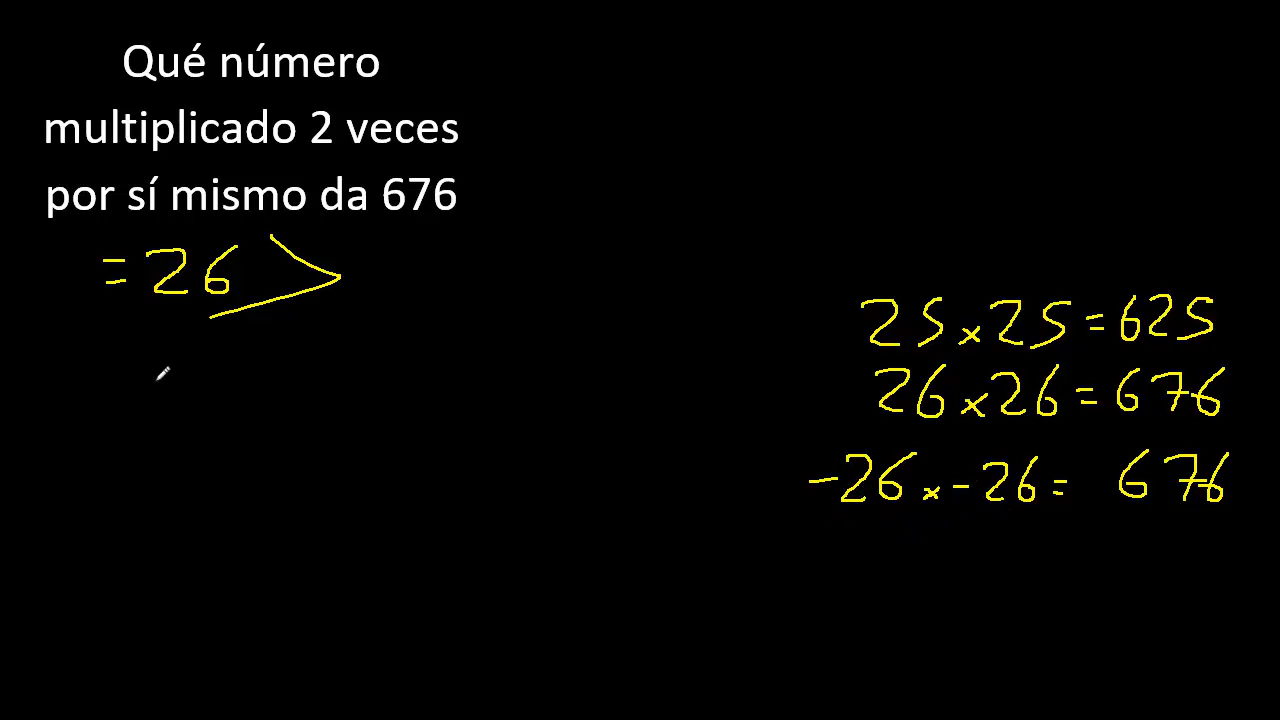 Qué número
multiplicado 2 veces
por sí mismo da 676
= 26
25 x 25 = 625
26 x 26 = 676
-26 x -26 = 676